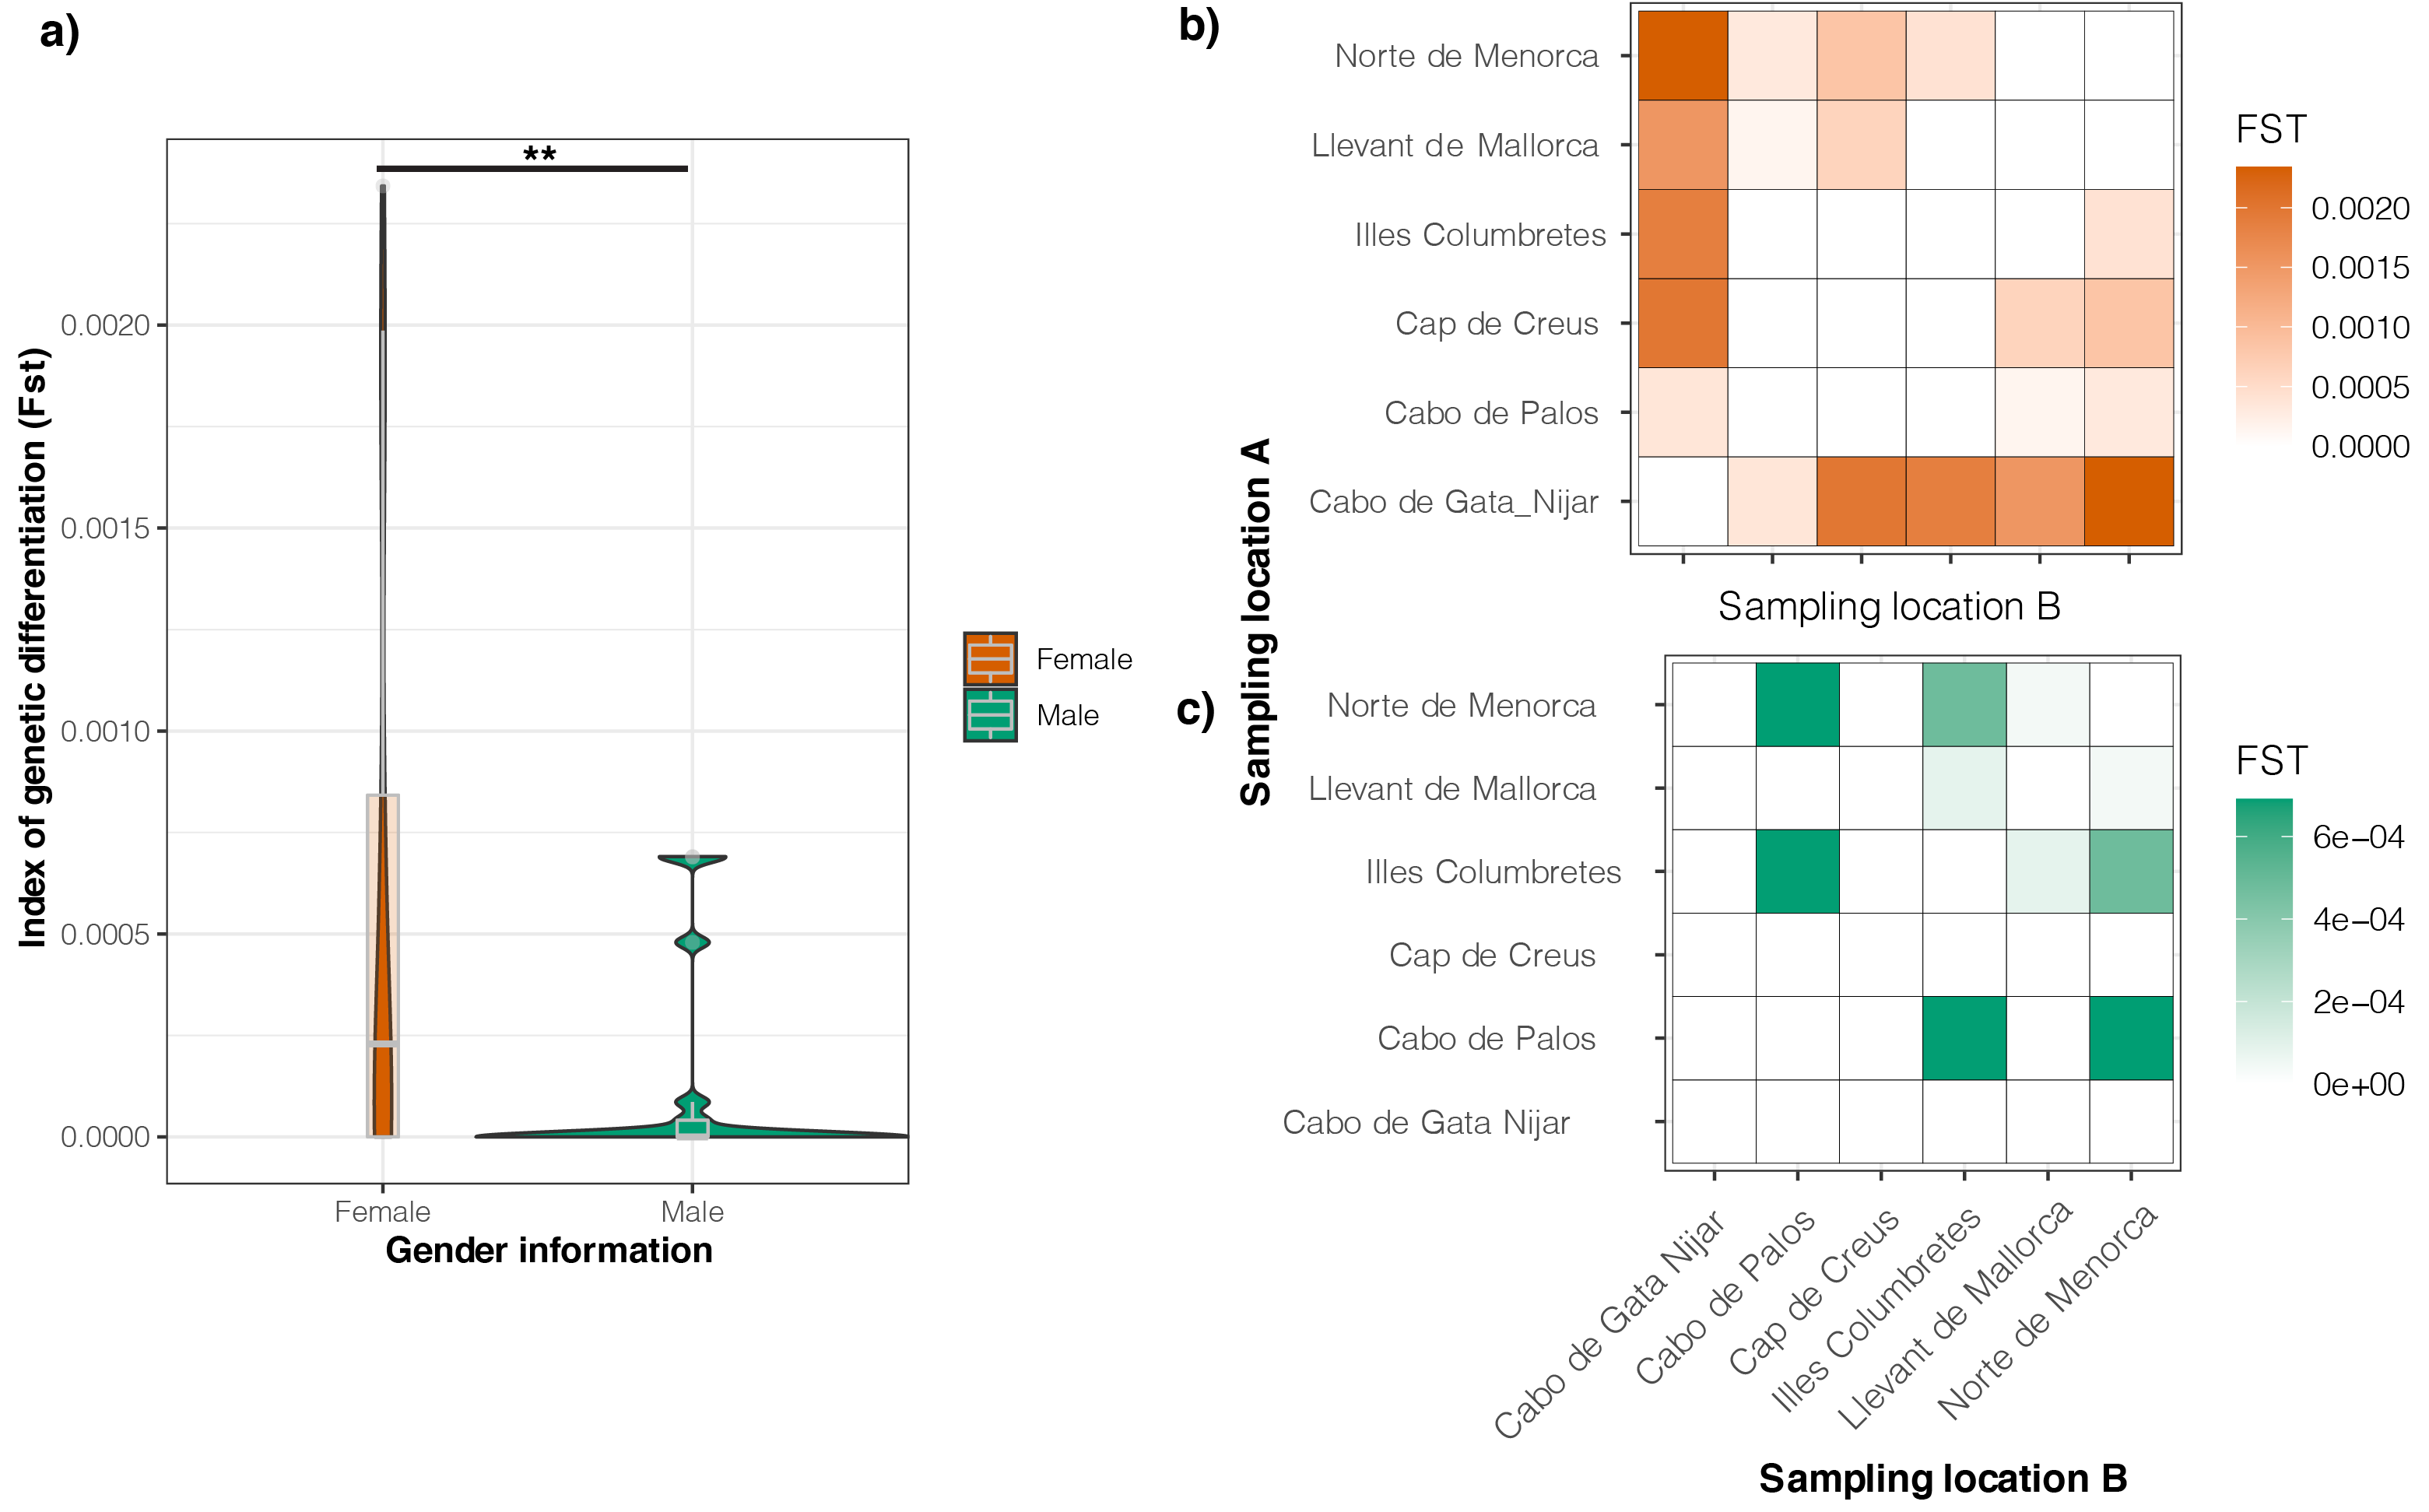 a)
**
Index of genetic differentiation (Fst)
0.0020
0.0015
0.0010
0.0005
0.0000
Female
Male
Gender information
Female
Male
b)
Sampling location A
Norte de Menorca
Llevant de Mallorca
Illes Columbretes
Cap de Creus
Cabo de Palos
Cabo de Gata_Nijar
Sampling location B
FST
0.0020
0.0015
0.0010
0.0005
0.0000
c)
Norte de Menorca
Llevant de Mallorca
Illes Columbretes
Cap de Creus
Cabo de Palos
Cabo de Gata Nijar
FST
6e−04
4e−04
2e−04
0e+00
Cabo de Gata Nijar
Cabo de Palos
Cap de Creus
Illes Columbretes
Llevant de Mallorca
Norte de Menorca
Sampling location B